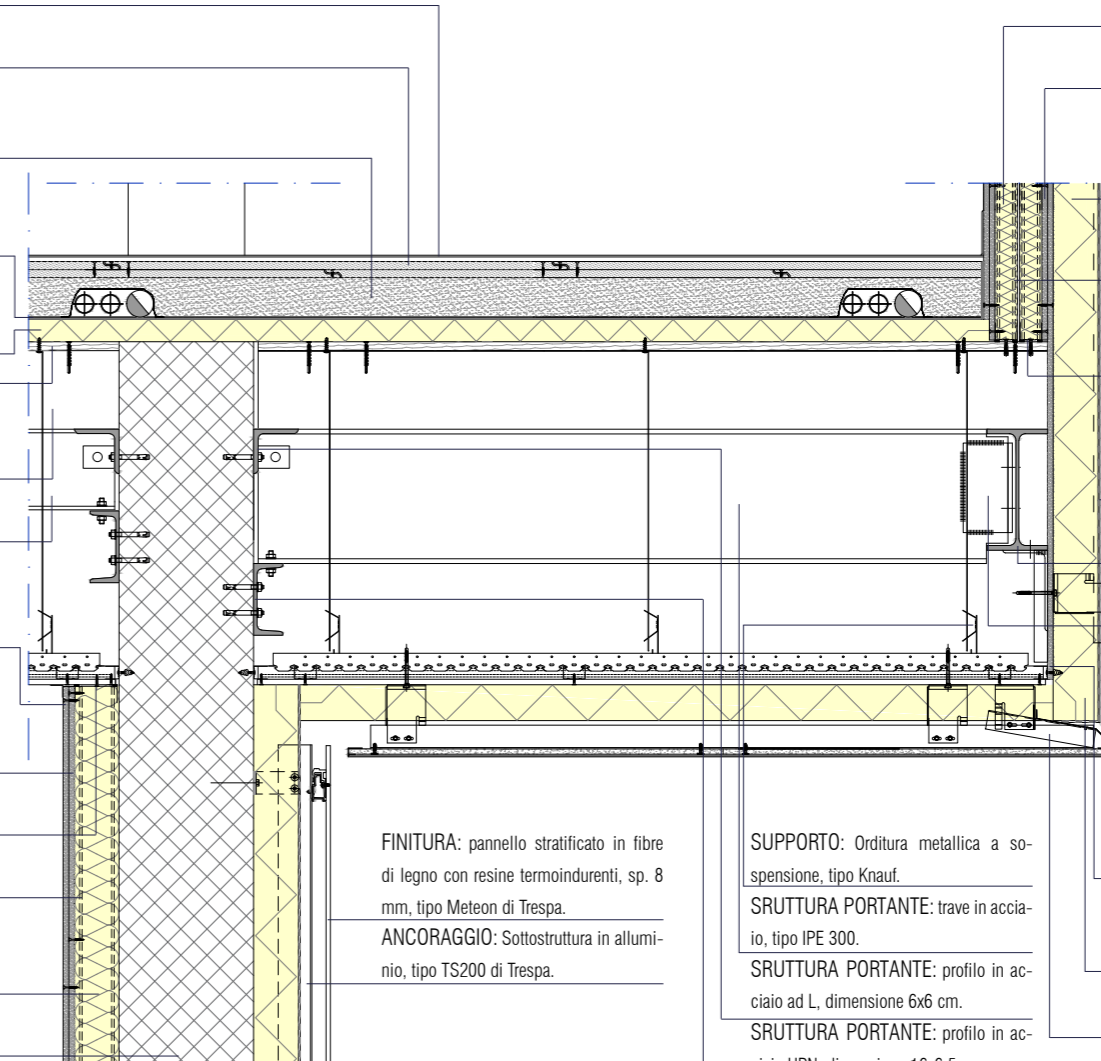 FINITURA: pannello stratificato in fibre
di legno con resine termoindurenti, sp. 8
mm, tipo Meteon di Trespa.
ANCORAGGIO: Sottostruttura in allumi-
nio, tipo TS200 di Trespa.
SUPPORTO: Orditura metallica a so-
spensione, tipo Knauf.
SRUTTURA PORTANTE: trave in accia-
io, tipo IPE 300.
SRUTTURA PORTANTE: profilo in ac-
ciaio ad L, dimensione 6x6 cm.
SRUTTURA PORTANTE: profilo in ac-